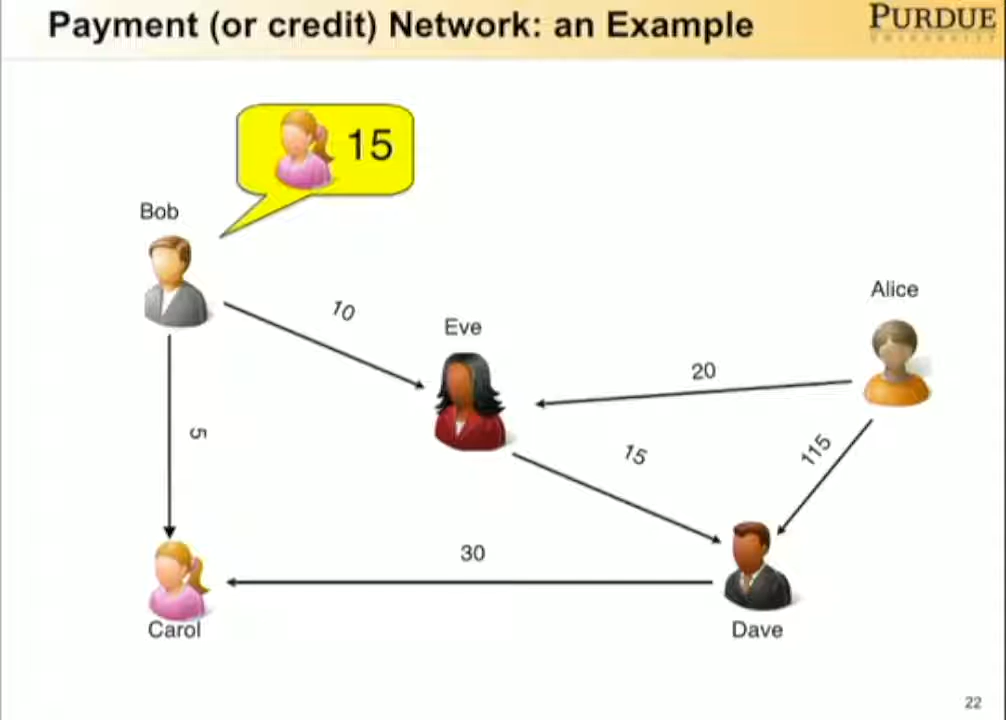 Payment (or credit) Network: an Example
PURDUE
UNIVERSITY
15
Bob
10
Eve
Alice
20
5
15
115
30
Carol
Dave
22